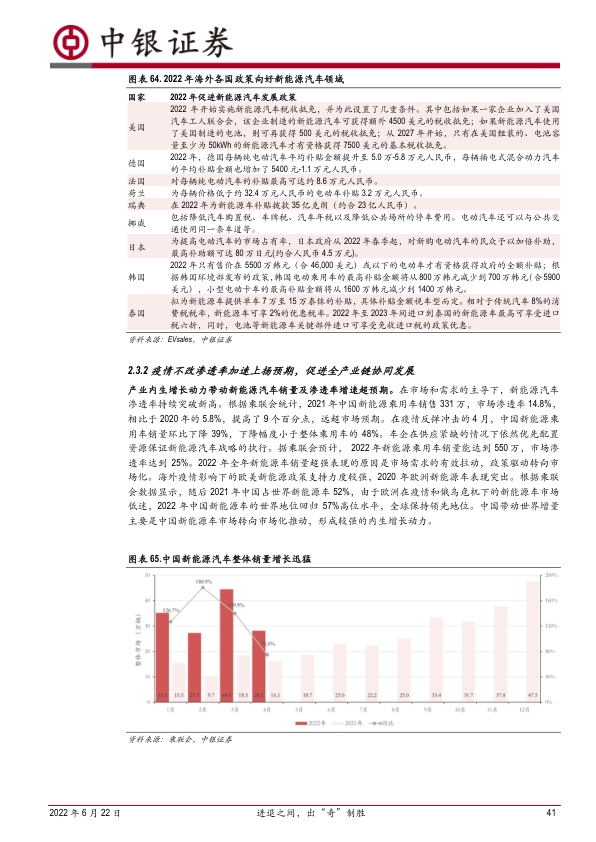 中银证券
图表 64. 2022 年海外各国政策向好新能源汽车领域
国家 2022 年促进新能源汽车发展政策
美国 2022 年开始实施新能源汽车税收抵免，并为此设置了几重条件。其中包括如果一家企业加入了美国
汽车工人联合会，该企业制造的新能源汽车可获得额外 4500 美元的税收抵免；如果新能源汽车使用
了美国制造的电池，则可再获得 500 美元的税收抵免；从 2027 年开始，只有在美国组装的、电池容
量至少为 50kWh 的新能源汽车才有资格获得 7500 美元的基本税收抵免。
德国 2022 年，德国每辆纯电动汽车平均补贴金额提升至 5.0 万-5.8 万元人民币，每辆插电式混合动力汽车
的平均补贴金额也增加了 5400 元-1.1 万元人民币。
法国 对每辆纯电动汽车的补贴最高可达约 8.6 万元人民币。
荷兰 为每辆价格低于约 32.4 万元人民币的电动车补贴 3.2 万元人民币。
瑞典 在 2022 年为新能源车补贴拨款 35 亿克朗（约合 23 亿人民币）。
挪威 包括降低汽车购置税、车牌税、汽车年税以及降低公共场所的停车费用。电动汽车还可以与公共交
通使用同一条车道等。
日本 为提高电动汽车的市场占有率，日本政府从 2022 年春季起，对新购电动汽车的民众予以加倍补助，
最高补助额可达 80 万日元(约合人民币 4.5 万元)。
韩国 2022 年只有售价在 5500 万韩元（合 46,000 美元）或以下的电动车才有资格获得政府的全额补贴；根
据韩国环境部发布的政策,韩国电动乘用车的最高补贴金额将从800万韩元减少到700万韩元(合5900
美元），小型电动卡车的最高补贴金额将从 1600 万韩元减少到 1400 万韩元。
泰国 拟为新能源车提供单车 7 万至 15 万泰铢的补贴，具体补贴金额视车型而定。相对于传统汽车 8%的消
费税税率，新能源车可享 2%的优惠税率。2022 年至 2023 年间进口到泰国的新能源车最高可享受进口
税六折，同时，电池等新能源车关键部件进口可享受免收进口税的政策优惠。
资料来源：EVsales，中银证券
2.3.2 疫情不改渗透率加速上扬预期，促进全产业链协同发展
产业内生增长动力带动新能源汽车销量及渗透率增速超预期。在市场和需求的主导下，新能源汽车
渗透率持续突破新高。根据乘联会统计，2021 年中国新能源乘用车销售 331 万，市场渗透率 14.8%，
相比于 2020 年的 5.8%，提高了 9 个百分点，远超市场预期。在疫情反弹冲击的 4 月，中国新能源乘
用车销量环比下降 39%，下降幅度小于整体乘用车的 48%。车企在供应紧缺的情况下依然优先配置
资源保证新能源汽车战略的执行。据乘联会预计， 2022 年新能源乘用车销量能达到 550 万，市场渗
透率达到 25%。2022 年全年新能源车销量超强表现的原因是市场需求的有效拉动，政策驱动转向市
场化。海外疫情影响下的欧美新能源政策支持力度较强，2020 年欧洲新能源车表现突出。根据乘联
会数据显示，随后 2021 年中国占世界新能源车 52%，由于欧洲在疫情和俄乌危机下的新能源车市场
低迷，2022 年中国新能源车的世界地位回归 57%高位水平，全球保持领先地位。中国带动世界增量
主要是中国新能源车市场转向市场化推动，形成较强的内生增长动力。
图表 65.中国新能源汽车整体销量增长迅猛
整体市场（万辆）
50 200%
40 160%
30 120%
20 80%
10 40%
0 0%
126.7% 180.9%
35.2 15.5 27.3 9.7 44.5 18.5 28.2 16.1 18.7 23.0 22.2 25.0 33.4 31.7 37.8 47.5
1月 2月 3月 4月 5月 6月 7月 8月 9月 10月 11月 12月
2022年 2021年 同比
资料来源：乘联会，中银证券
2022 年 6 月 22 日 进退之间，出“奇”制胜 41